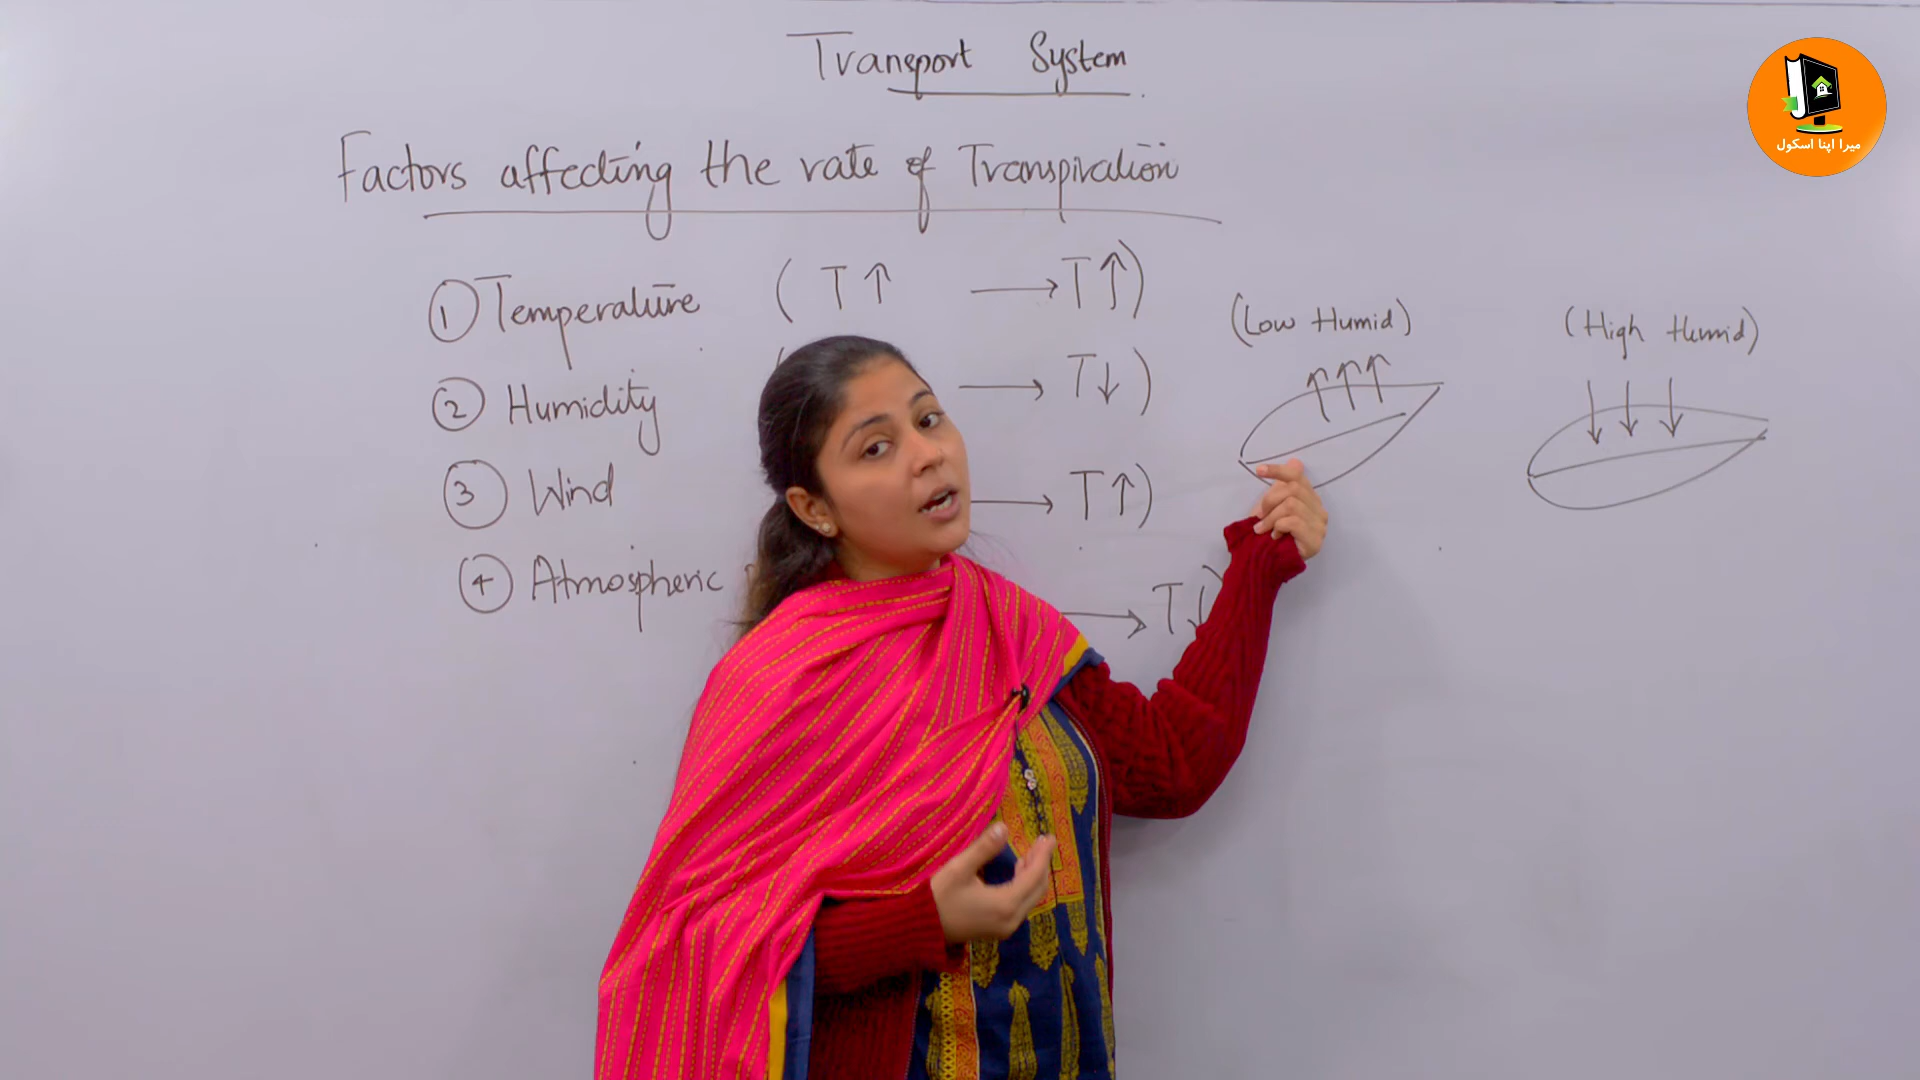 Transport System
میرا اپنا اسکول
Factors affecting the rate of Transpiration
① Temperature ( T ↑ → T ↑ )
② Humidity ( → T ↓ )
③ Wind → T ↑ )
④ Atmospheric → T ↓ )
(Low Humid)
(High Humid)